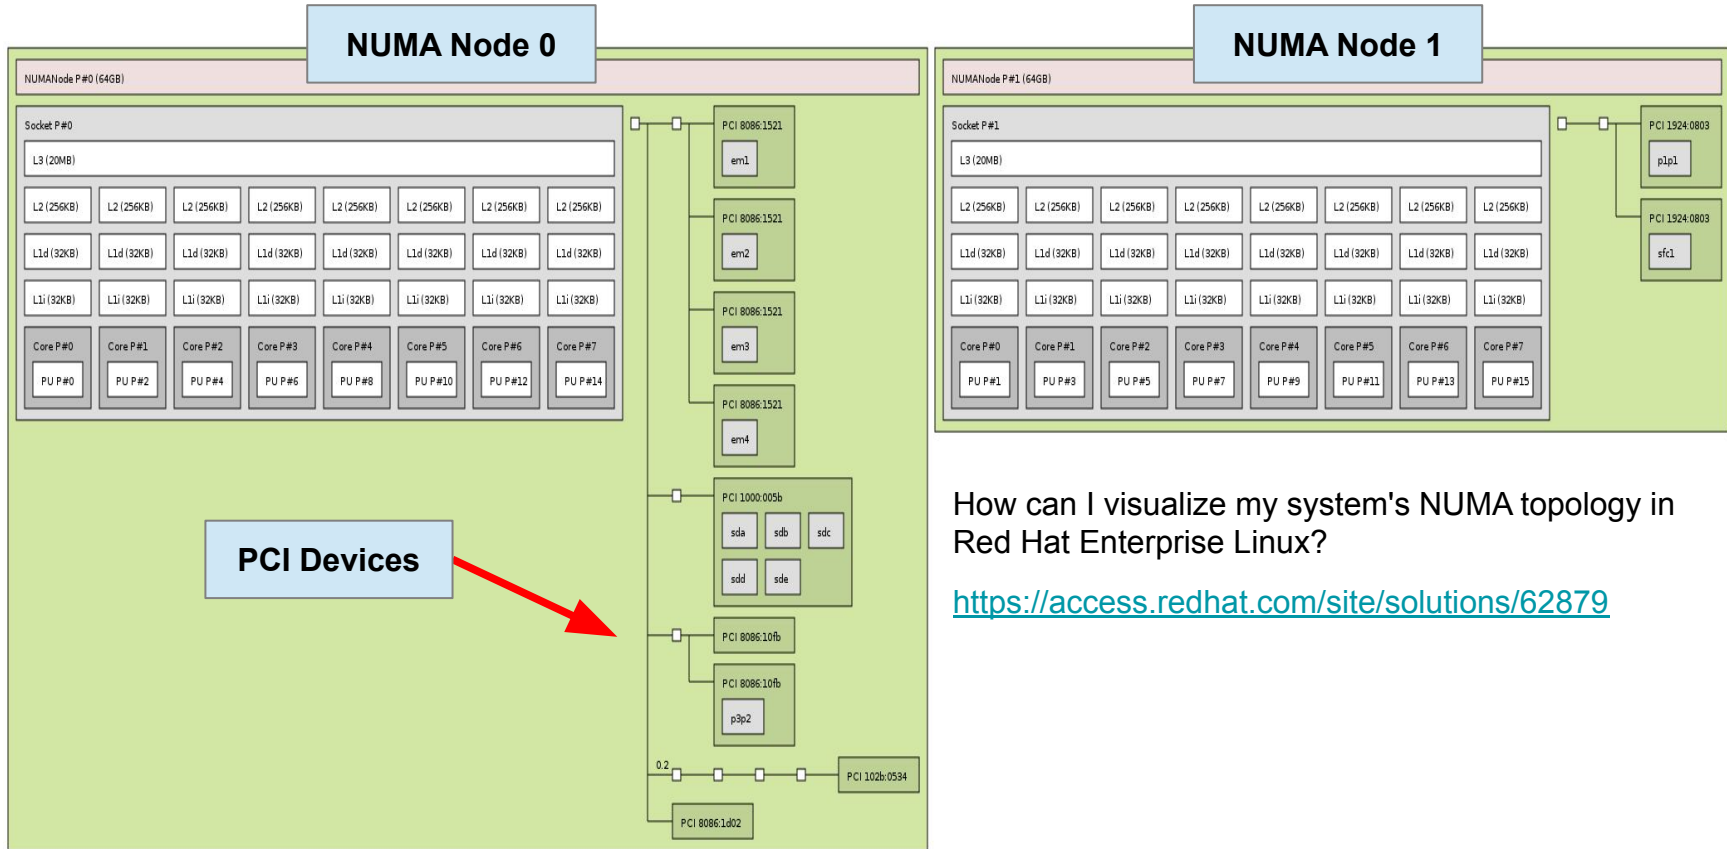 NUMA Node 0
NUMANode P#0 (64GB)
Socket P#0
L3 (20MB)
L2 (256KB) L2 (256KB) L2 (256KB) L2 (256KB) L2 (256KB) L2 (256KB) L2 (256KB) L2 (256KB)
L1d (32KB) L1d (32KB) L1d (32KB) L1d (32KB) L1d (32KB) L1d (32KB) L1d (32KB) L1d (32KB)
L1i (32KB) L1i (32KB) L1i (32KB) L1i (32KB) L1i (32KB) L1i (32KB) L1i (32KB) L1i (32KB)
Core P#0 Core P#1 Core P#2 Core P#3 Core P#4 Core P#5 Core P#6 Core P#7
PU P#0 PU P#2 PU P#4 PU P#6 PU P#8 PU P#10 PU P#12 PU P#14
PCI 8086:1521
em1
PCI 8086:1521
em2
PCI 8086:1521
em3
PCI 8086:1521
em4
PCI 1000:005b
sda sdb sdc
sdd sde
PCI 8086:10fb
PCI 8086:10fb
p3p2
0.2
PCI 102b:0534
PCI 8086:1d02
PCI Devices
NUMA Node 1
NUMANode P#1 (64GB)
Socket P#1
L3 (20MB)
L2 (256KB) L2 (256KB) L2 (256KB) L2 (256KB) L2 (256KB) L2 (256KB) L2 (256KB) L2 (256KB)
L1d (32KB) L1d (32KB) L1d (32KB) L1d (32KB) L1d (32KB) L1d (32KB) L1d (32KB) L1d (32KB)
L1i (32KB) L1i (32KB) L1i (32KB) L1i (32KB) L1i (32KB) L1i (32KB) L1i (32KB) L1i (32KB)
Core P#0 Core P#1 Core P#2 Core P#3 Core P#4 Core P#5 Core P#6 Core P#7
PU P#1 PU P#3 PU P#5 PU P#7 PU P#9 PU P#11 PU P#13 PU P#15
PCI 1924:0803
p1p1
PCI 1924:0803
sfc1
How can I visualize my system's NUMA topology in
Red Hat Enterprise Linux?
https://access.redhat.com/site/solutions/62879